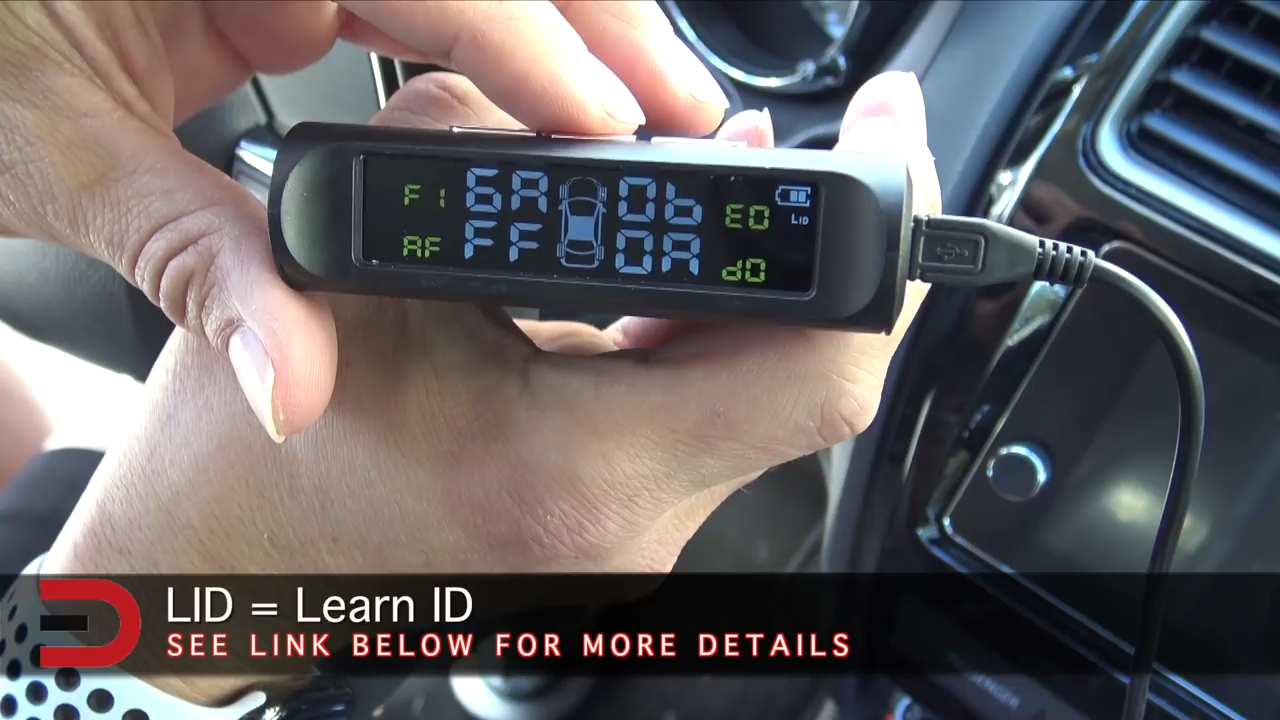 F1 6A 0b E0
LID
AF FF 0A d0
LID = Learn ID
SEE LINK BELOW FOR MORE DETAILS